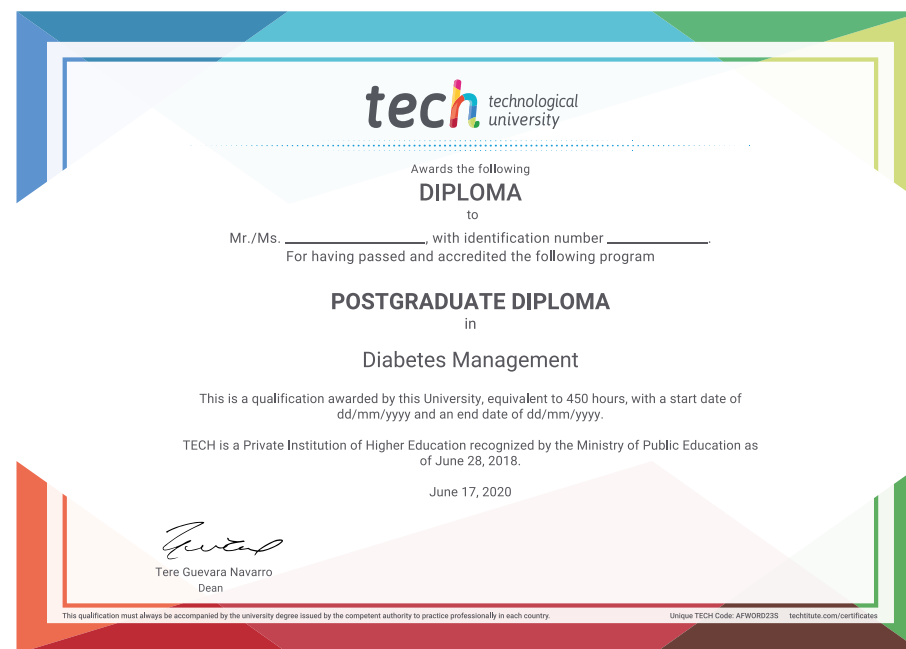 tech technological
university
Awards the following
DIPLOMA
to
Mr./Ms. ____________________, with identification number ______________.
For having passed and accredited the following program
POSTGRADUATE DIPLOMA
in
Diabetes Management
This is a qualification awarded by this University, equivalent to 450 hours, with a start date of
dd/mm/yyyy and an end date of dd/mm/yyyy.
TECH is a Private Institution of Higher Education recognized by the Ministry of Public Education as
of June 28, 2018.
June 17, 2020
Tere Guevara Navarro
Dean
This qualification must always be accompanied by the university degree issued by the competent authority to practice professionally in each country.
Unique TECH Code: AFWORD23S techtitute.com/certificates